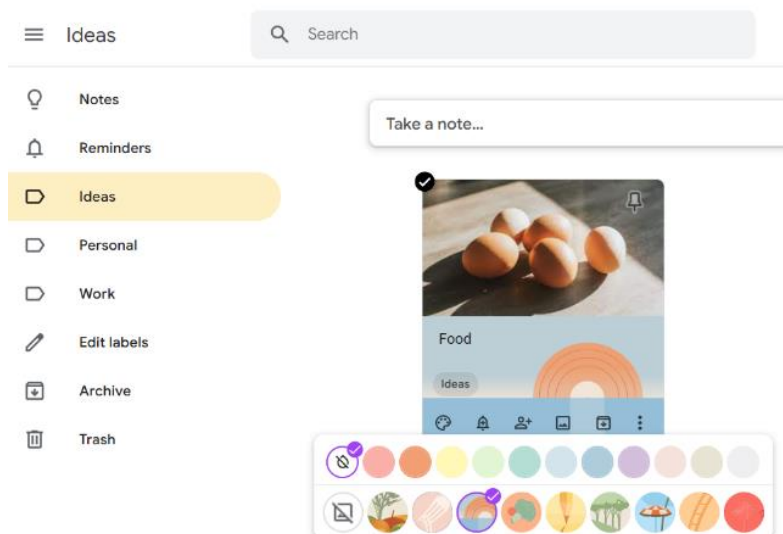 Ideas
Search
Notes
Reminders
Ideas
Personal
Work
Edit labels
Archive
Trash
Take a note...
Food
Ideas